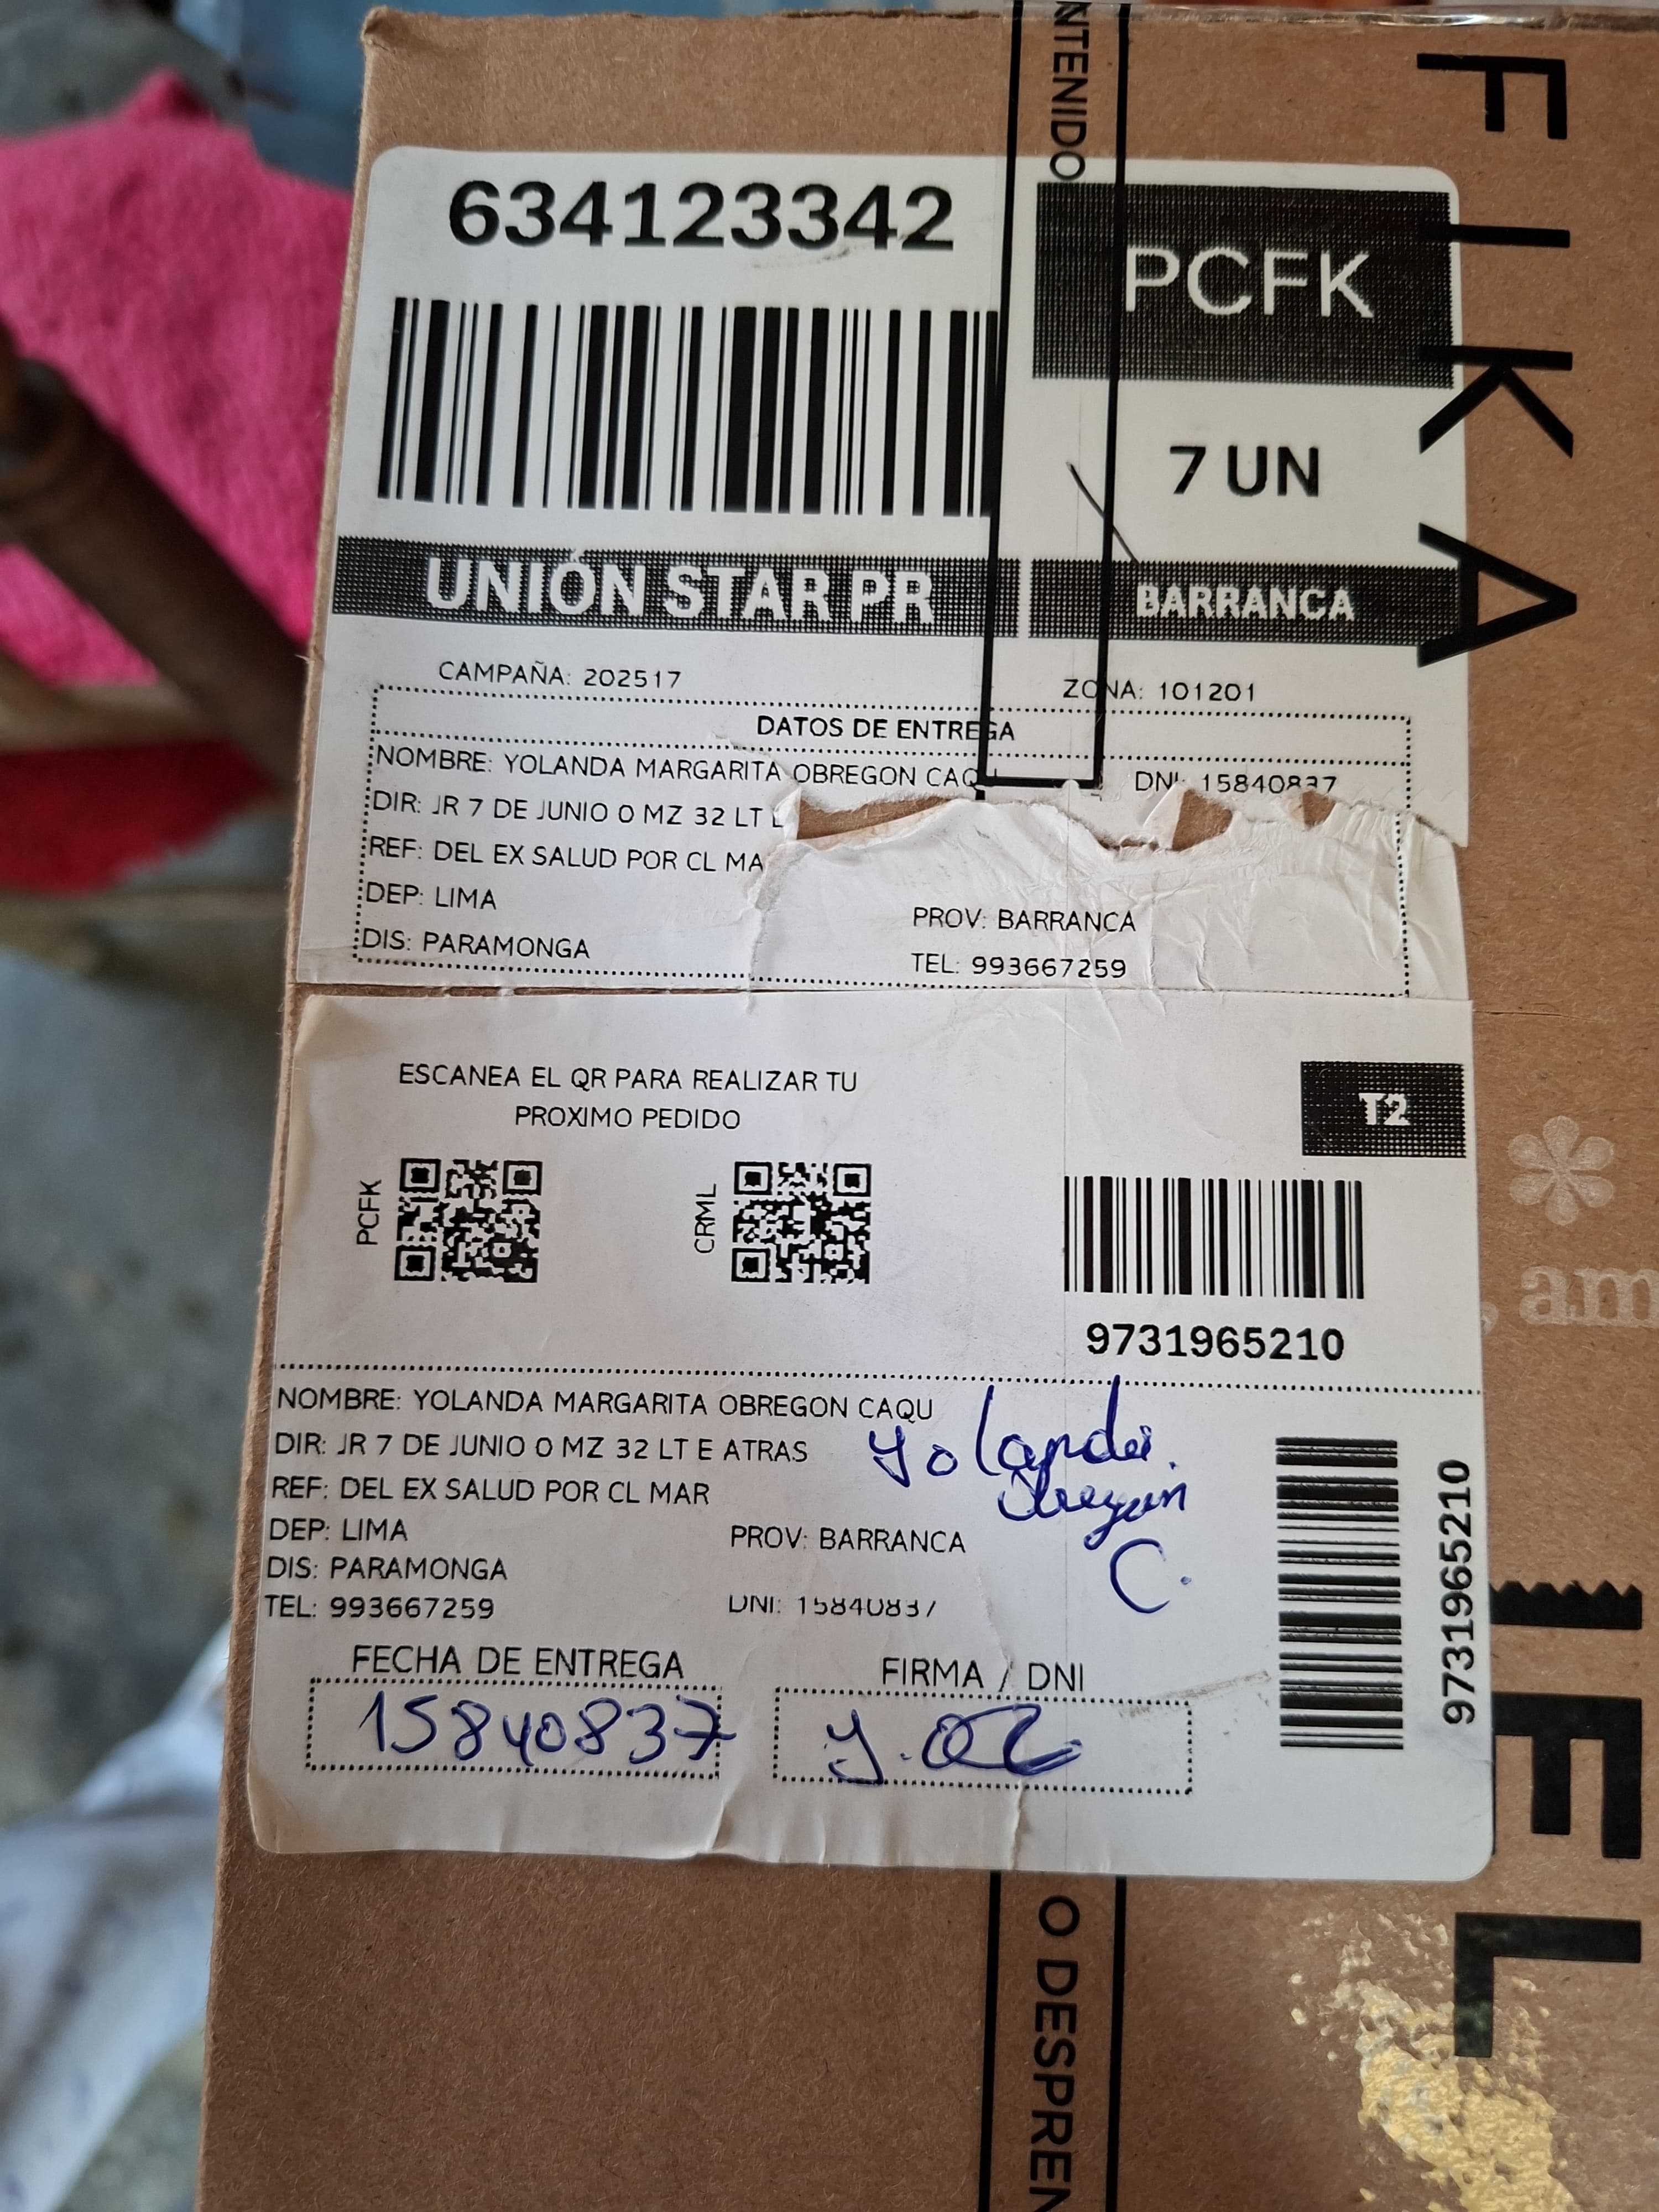 NTENIDO
634123342
PCFK
7 UN
UNIÓN STAR PR
BARRANCA
CAMPAÑA: 202517
ZONA: 101201
DATOS DE ENTREGA
NOMBRE: YOLANDA MARGARITA OBREGON CAQU
DNI: 15840837
DIR: JR 7 DE JUNIO 0 MZ 32 LT
REF: DEL EX SALUD POR CL MA
DEP: LIMA
PROV: BARRANCA
DIS: PARAMONGA
TEL: 993667259
ESCANEA EL QR PARA REALIZAR TU
PROXIMO PEDIDO
T2
PCFK
CRML
9731965210
NOMBRE: YOLANDA MARGARITA OBREGON CAQU
DIR: JR 7 DE JUNIO 0 MZ 32 LT E ATRAS
REF: DEL EX SALUD POR CL MAR
DEP: LIMA
PROV: BARRANCA
DIS: PARAMONGA
TEL: 993667259
DNI: 15840837
Yolanda
Obregon
C.
9731965210
FECHA DE ENTREGA
FIRMA / DNI
15840837
FIKA
, am
IEL
O DESPREN